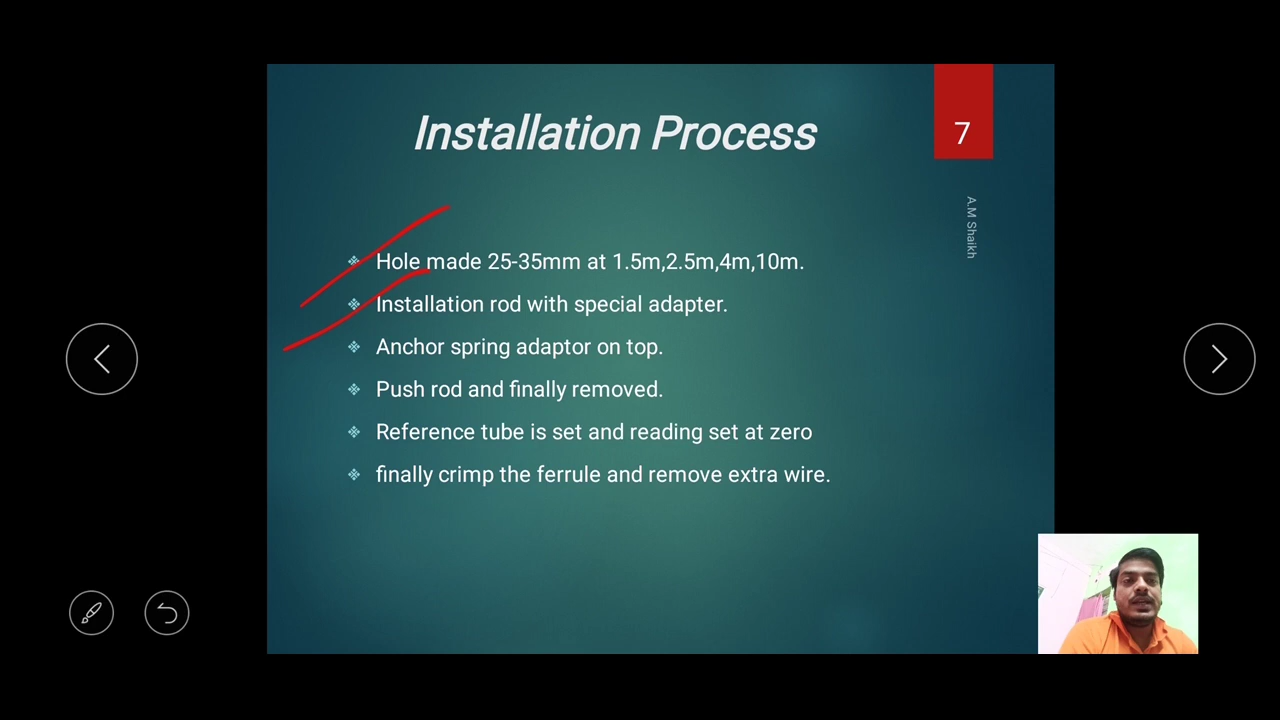 Installation Process
7
A.M Shaikh
Hole made 25-35mm at 1.5m,2.5m,4m,10m.
Installation rod with special adapter.
Anchor spring adaptor on top.
Push rod and finally removed.
Reference tube is set and reading set at zero
finally crimp the ferrule and remove extra wire.